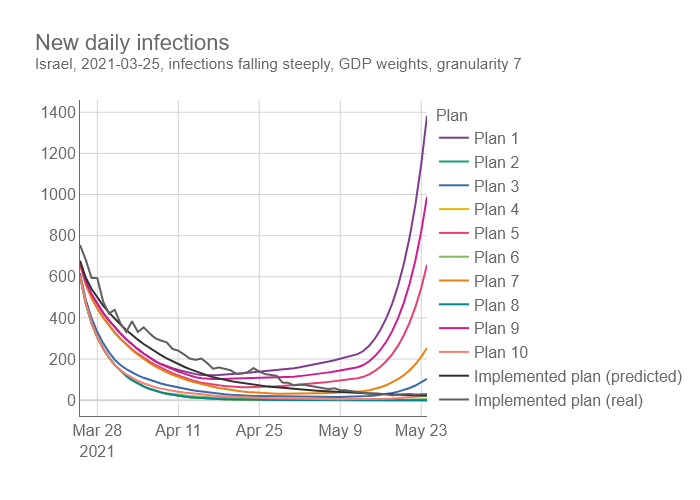 New daily infections
Israel, 2021-03-25, infections falling steeply, GDP weights, granularity 7
1400
1200
1000
800
600
400
200
0
Mar 28
2021
Apr 11
Apr 25
May 9
May 23
Plan
Plan 1
Plan 2
Plan 3
Plan 4
Plan 5
Plan 6
Plan 7
Plan 8
Plan 9
Plan 10
Implemented plan (predicted)
Implemented plan (real)